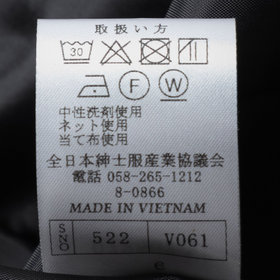 取扱い方
30
F W
中性洗剤使用
ネット使用
当て布使用
全日本紳士服産業協議会
電話 058-265-1212
8-0866
MADE IN VIETNAM
SNO 522 V061
e